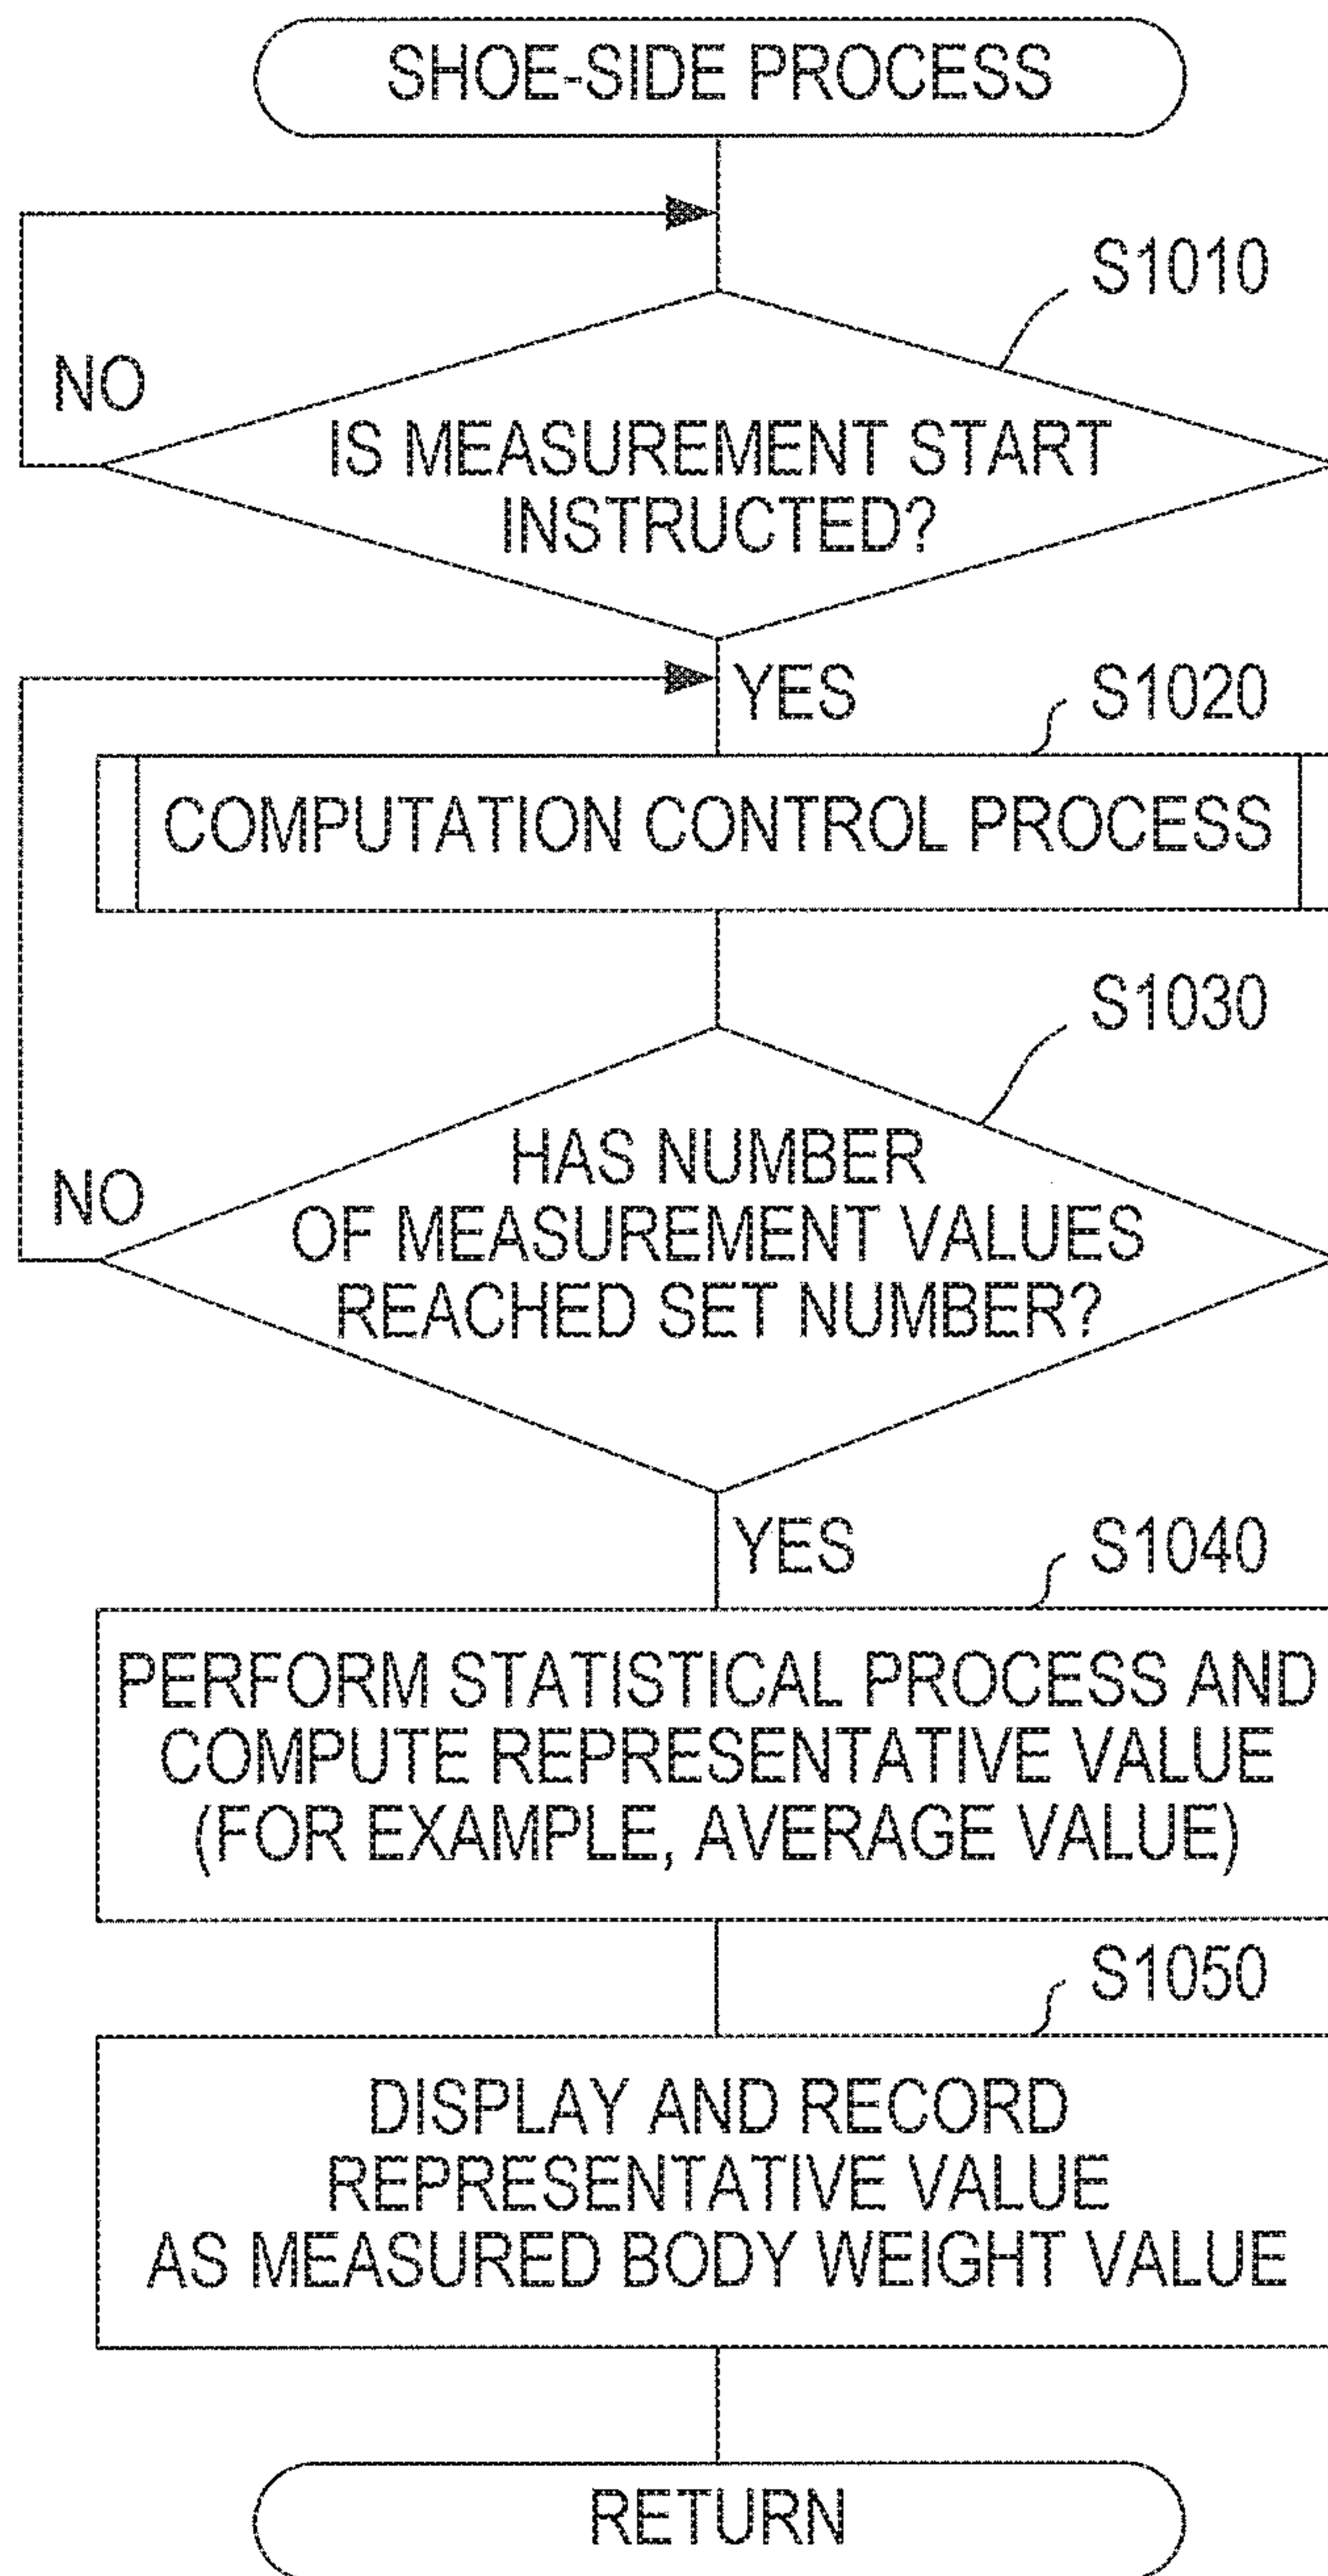 SHOE-SIDE PROCESS
S1010
NO
IS MEASUREMENT START
INSTRUCTED?
YES
S1020
COMPUTATION CONTROL PROCESS
S1030
HAS NUMBER
NO
OF MEASUREMENT VALUES
REACHED SET NUMBER?
YES
S1040
PERFORM STATISTICAL PROCESS AND
COMPUTE REPRESENTATIVE VALUE
(FOR EXAMPLE, AVERAGE VALUE)
S1050
DISPLAY AND RECORD
REPRESENTATIVE VALUE
AS MEASURED BODY WEIGHT VALUE
RETURN